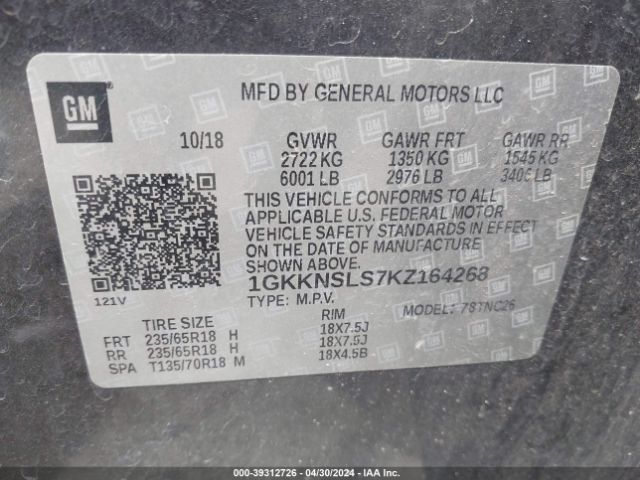 GM
MFD BY GENERAL MOTORS LLC
10/18 GVWR GAWR FRT GAWR RR
2722 KG 1350 KG 1545 KG
6001 LB 2976 LB 3406 LB
THIS VEHICLE CONFORMS TO ALL
APPLICABLE U.S. FEDERAL MOTOR
VEHICLE SAFETY STANDARDS IN EFFECT
ON THE DATE OF MANUFACTURE
SHOWN ABOVE.
1GKKNSLS7KZ164268
121V
TYPE: M.P.V. MODEL: 78TNC26
TIRE SIZE RIM
FRT 235/65R18 H 18X7.5J
RR 235/65R18 H 18X7.5J
SPA T135/70R18 M 18X4.5B
000-39312726 - 04/30/2024 - IAA Inc.